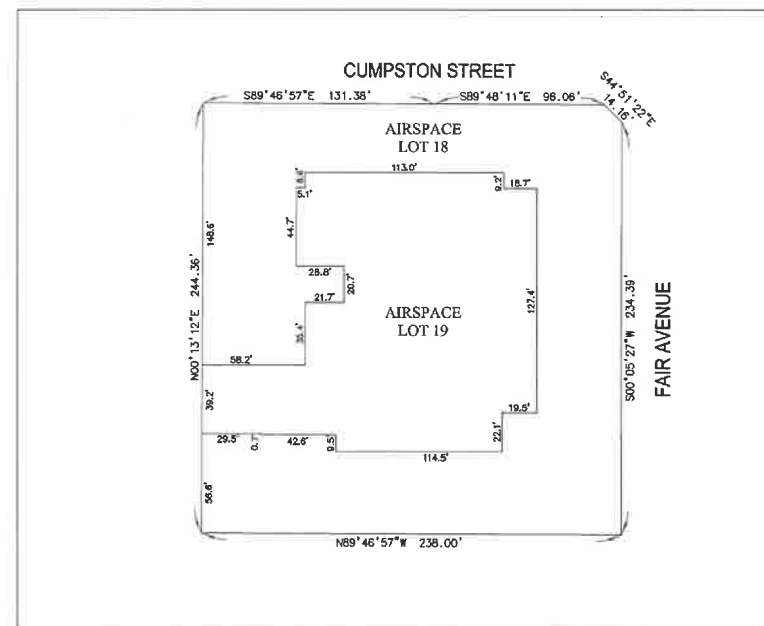 CUMPSTON STREET
S89°46'57"E 131.38'
S89°48'11"E 96.06'
S44°51'22"E
14.16'
AIRSPACE
LOT 18
113.0'
9.2'
18.7'
5.1'
44.7'
148.6'
28.8'
20.7'
21.7'
AIRSPACE
LOT 19
127.4'
N00°13'12"E 244.36'
S00°05'27"W 234.39'
FAIR AVENUE
35.4'
58.2'
39.2'
19.5'
22.1'
29.5'
0.7'
42.6'
9.5'
114.5'
56.6'
N89°46'57"W 238.00'